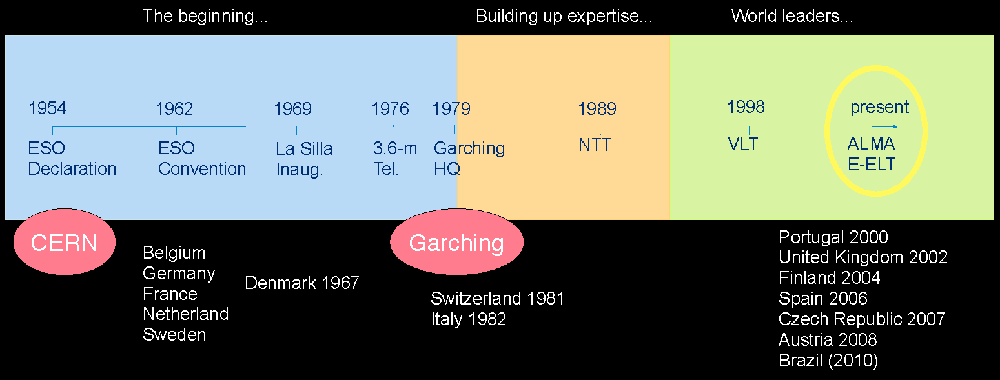 The beginning...
Building up expertise...
World leaders...
1954
1962
1969
1976
1979
1989
1998
present
ESO
Declaration
ESO
Convention
La Silla
Inaug.
3.6-m
Tel.
Garching
HQ
NTT
VLT
ALMA
E-ELT
CERN
Garching
Belgium
Germany
France
Netherland
Sweden
Denmark 1967
Switzerland 1981
Italy 1982
Portugal 2000
United Kingdom 2002
Finland 2004
Spain 2006
Czech Republic 2007
Austria 2008
Brazil (2010)